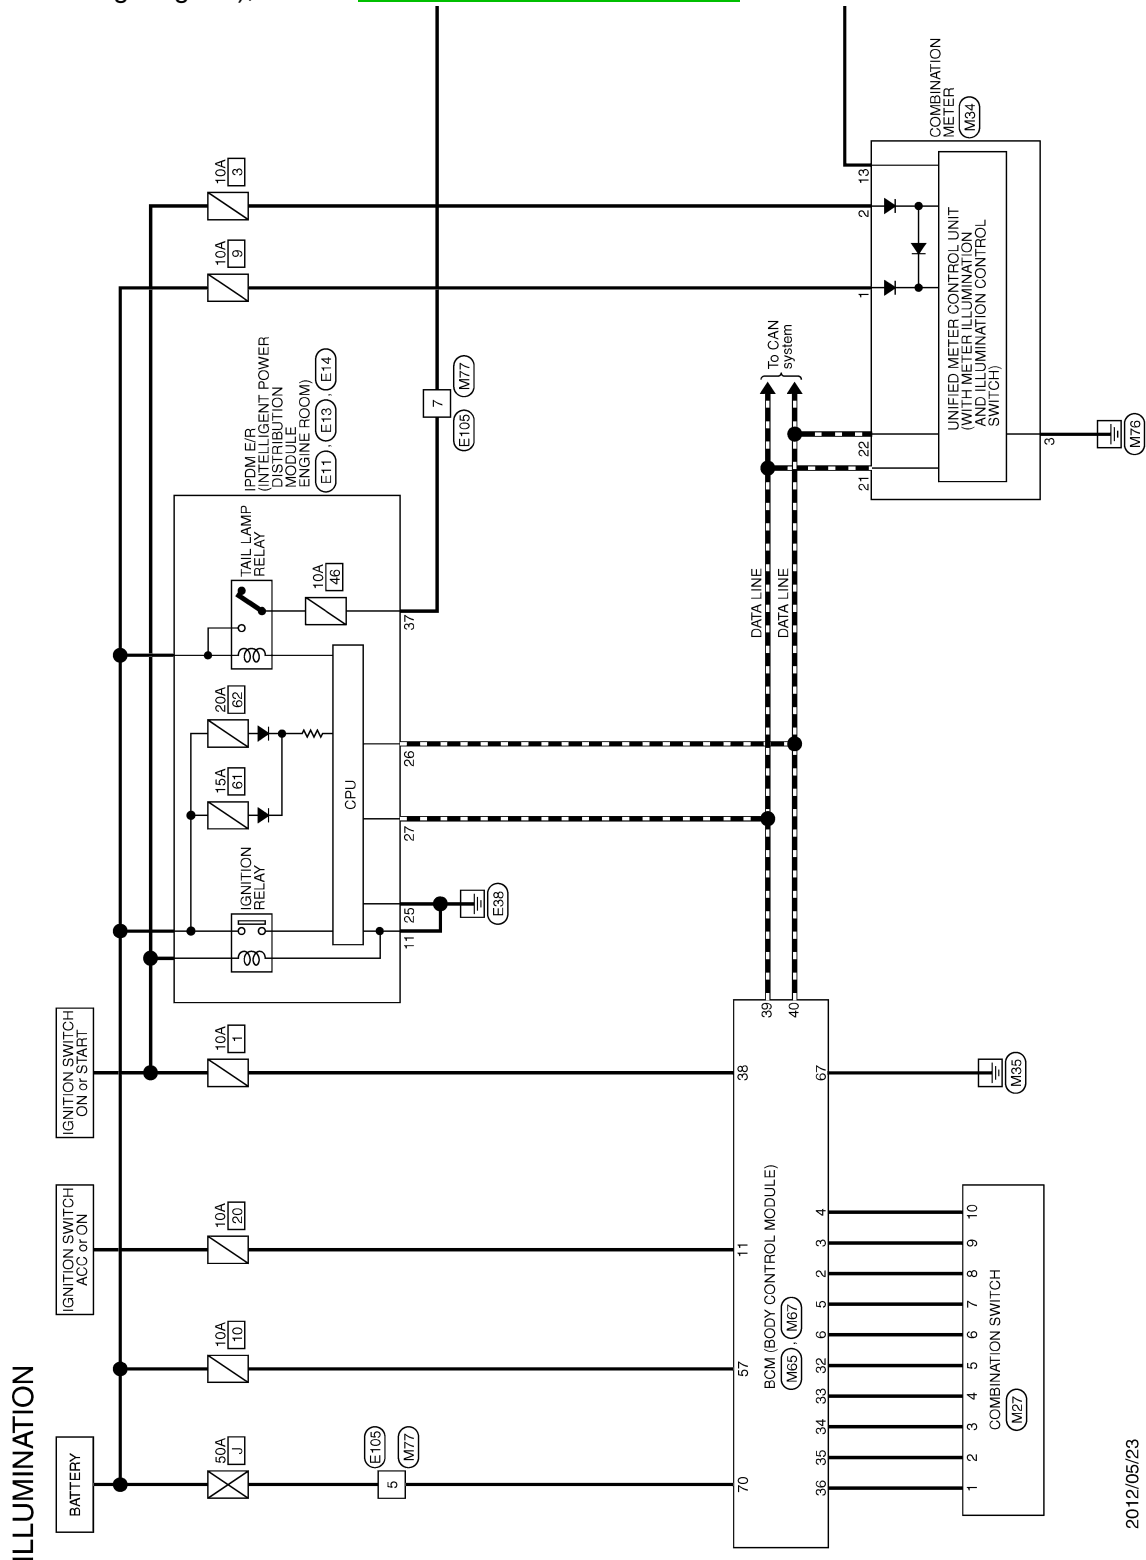 ILLUMINATION
BATTERY
IGNITION SWITCH
ACC or ON
IGNITION SWITCH
ON or START
50A
J
10A
10
10A
20
10A
1
10A
9
10A
3
E105
5
M77
IPDM E/R
(INTELLIGENT POWER
DISTRIBUTION
MODULE
ENGINE ROOM)
E11 , E13 , E14
IGNITION
RELAY
15A
61
20A
62
TAIL LAMP
RELAY
10A
46
CPU
11
25
27
26
37
E38
E105
7
M77
70
57
11
38
39
40
BCM (BODY CONTROL MODULE)
M65 , M67
36
35
34
33
32
6
5
2
3
4
67
M35
1
2
3
4
5
6
7
8
9
10
COMBINATION SWITCH
M27
DATA LINE
DATA LINE
To CAN
system
21
22
1
2
13
COMBINATION
METER
M34
UNIFIED METER CONTROL UNIT
(WITH METER ILLUMINATION
AND ILLUMINATION CONTROL
SWITCH)
3
M76
2012/05/23